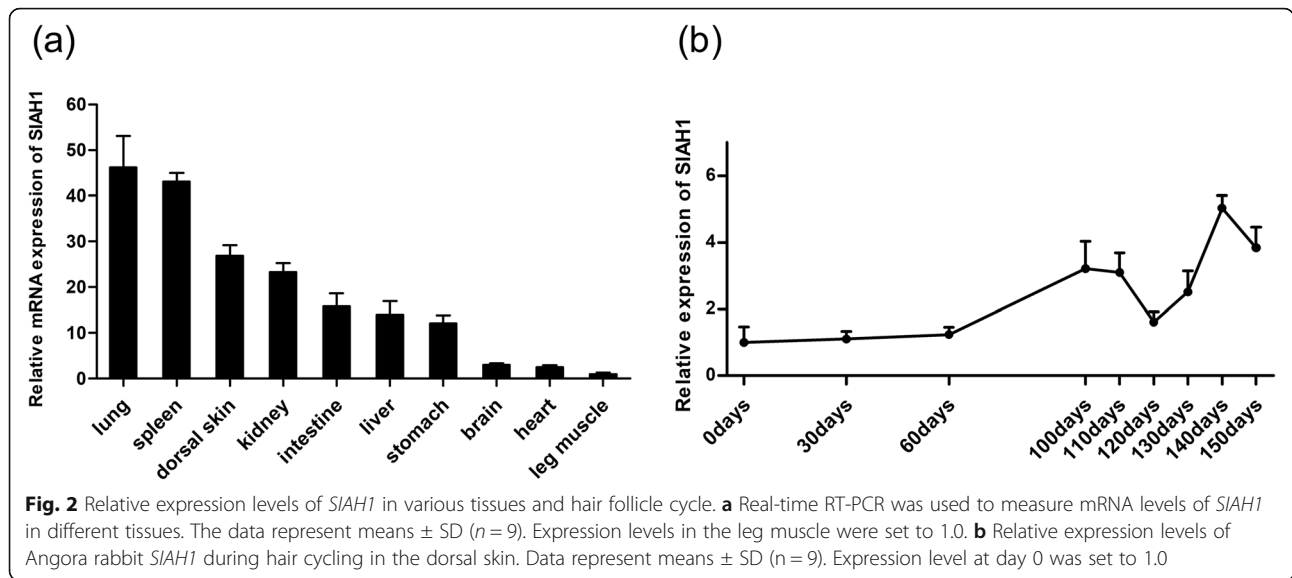 (a)
Relative mRNA expression of SIAH1
60
50
40
30
20
10
0
lung
spleen
dorsal skin
kidney
intestine
liver
stomach
brain
heart
leg muscle
(b)
Relative expression of SIAH1
6
4
2
0
0days
30days
60days
100days
110days
120days
130days
140days
150days
Fig. 2 Relative expression levels of SIAH1 in various tissues and hair follicle cycle. a Real-time RT-PCR was used to measure mRNA levels of SIAH1
in different tissues. The data represent means ± SD (n = 9). Expression levels in the leg muscle were set to 1.0. b Relative expression levels of
Angora rabbit SIAH1 during hair cycling in the dorsal skin. Data represent means ± SD (n = 9). Expression level at day 0 was set to 1.0